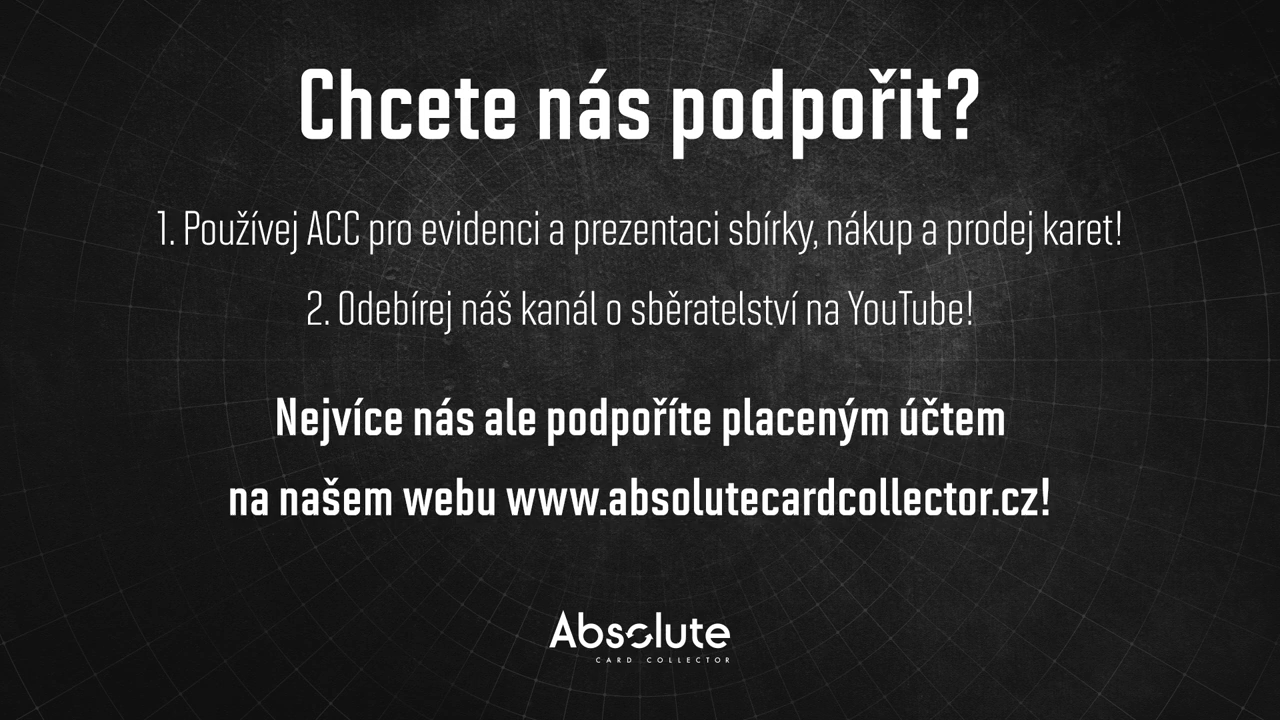 Chcete nás podpořit?
1. Používej ACC pro evidenci a prezentaci sbírky, nákup a prodej karet!
2. Odebírej náš kanál o sběratelství na YouTube!
Nejvíce nás ale podpoříte placeným účtem
na našem webu www.absolutecardcollector.cz!
Absolute
CARD COLLECTOR